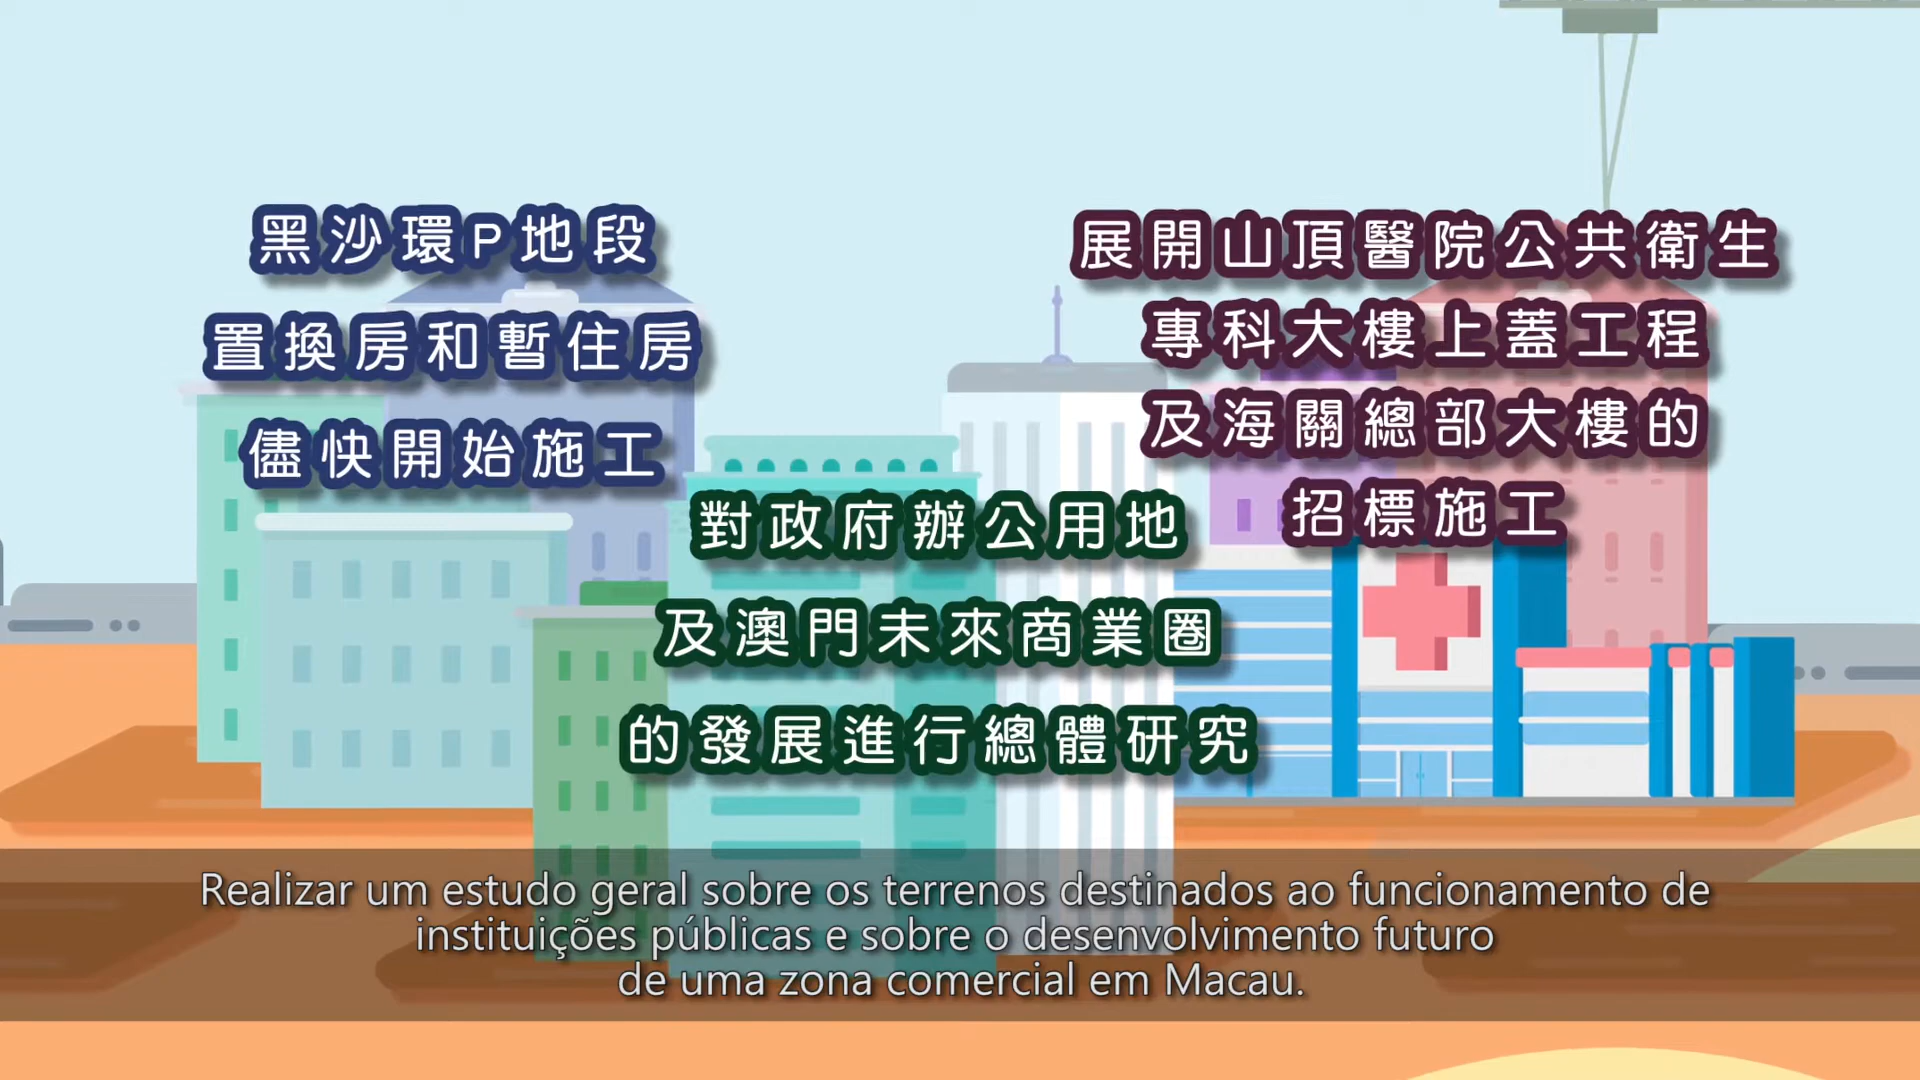 黑沙環P地段
置換房和暫住房
儘快開始施工
展開山頂醫院公共衛生
專科大樓上蓋工程
及海關總部大樓的
招標施工
對政府辦公用地
及澳門未來商業圈
的發展進行總體研究
Realizar um estudo geral sobre os terrenos destinados ao funcionamento de
instituições públicas e sobre o desenvolvimento futuro
de uma zona comercial em Macau.